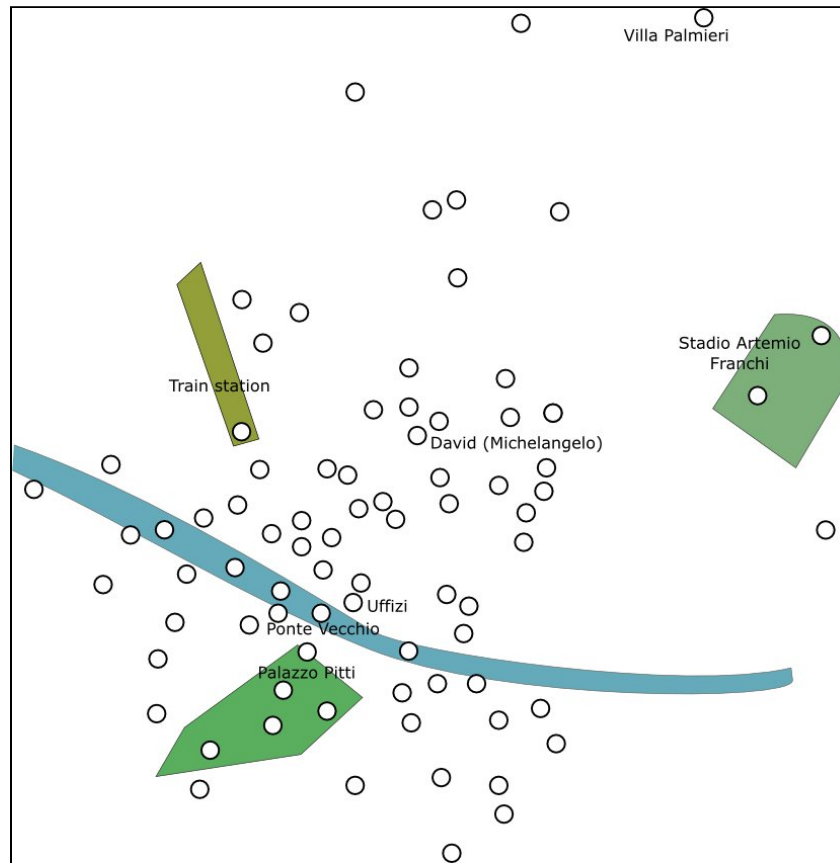 Villa Palmieri
Stadio Artemio
Franchi
Train station
David (Michelangelo)
Uffizi
Ponte Vecchio
Palazzo Pitti